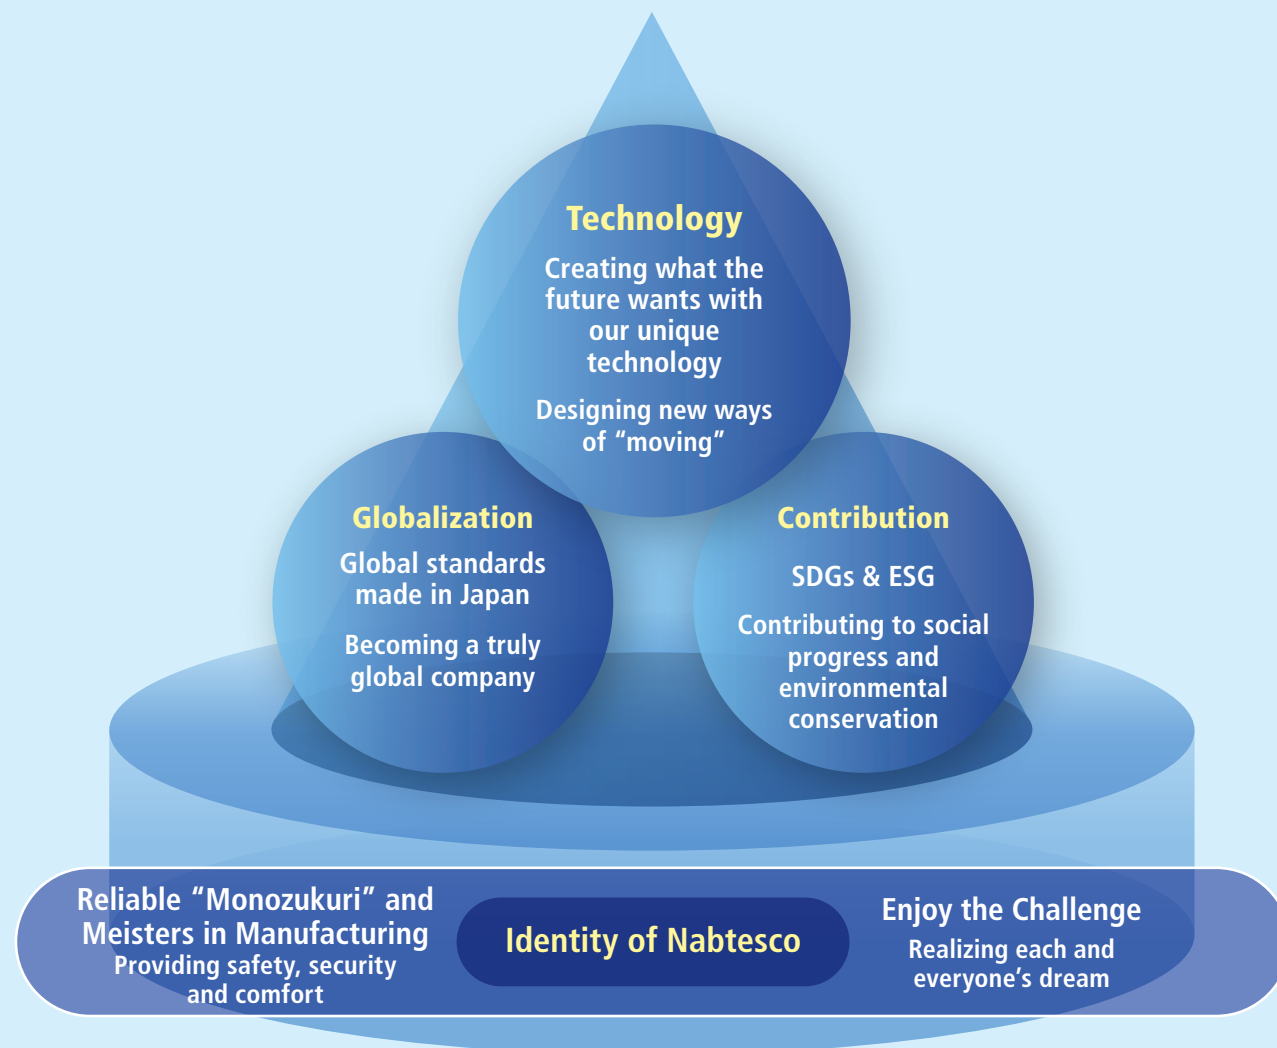 Technology
Creating what the
future wants with
our unique
technology
Designing new ways
of “moving”
Globalization
Global standards
made in Japan
Becoming a truly
global company
Contribution
SDGs & ESG
Contributing to social
progress and
environmental
conservation
Reliable “Monozukuri” and
Meisters in Manufacturing
Providing safety, security
and comfort
Identity of Nabtesco
Enjoy the Challenge
Realizing each and
everyone’s dream